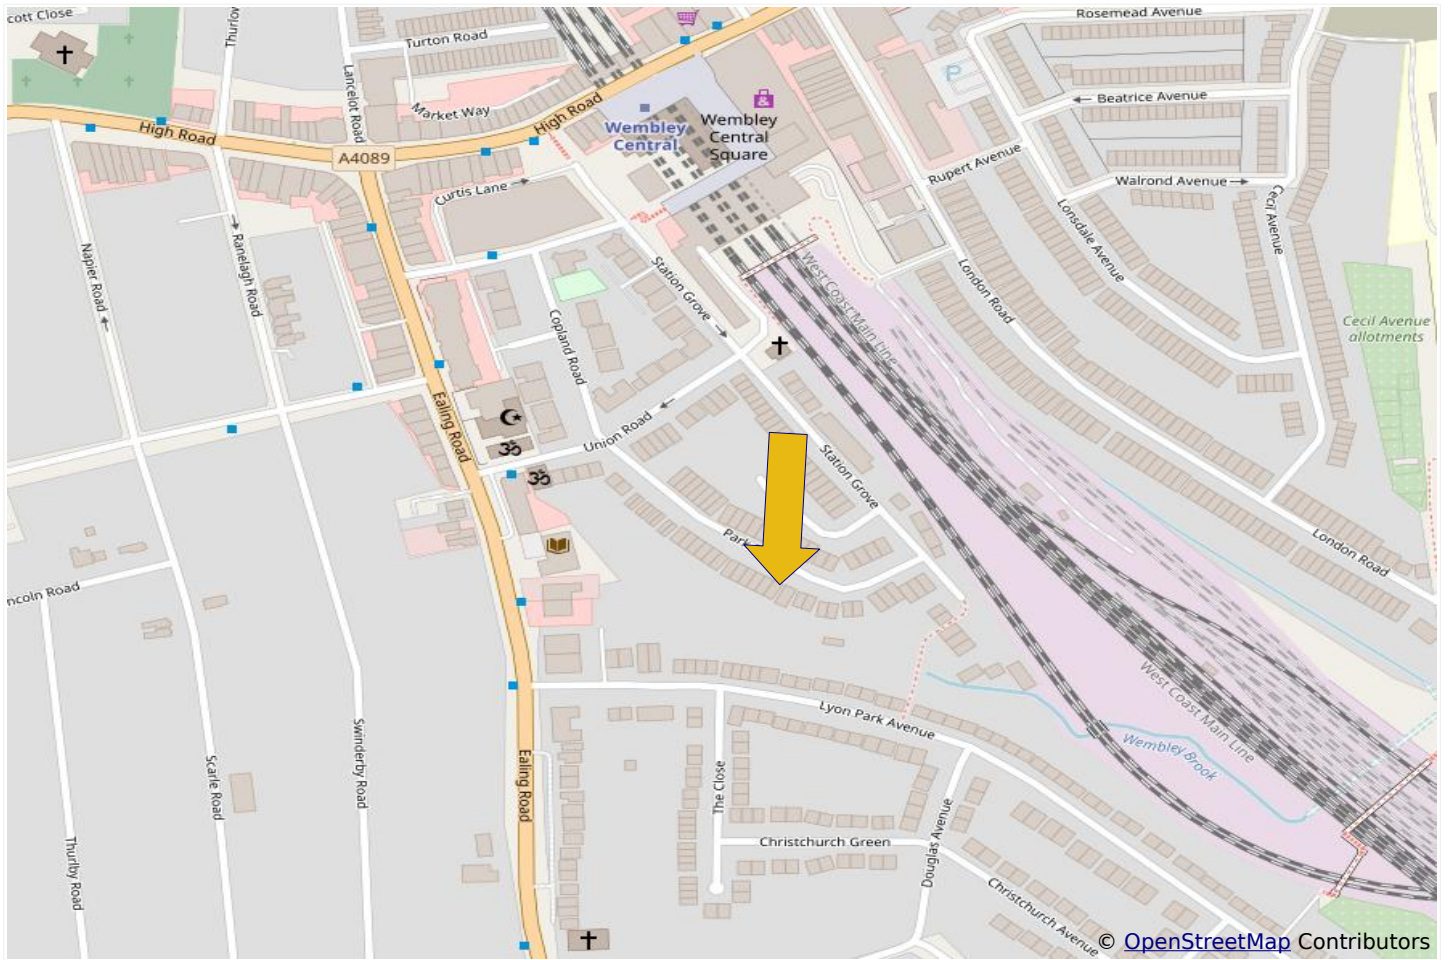 cott Close
Thurlow
Turton Road
Rosemead Avenue
Lancelot Road
Market Way
High Road
High Road
A4089
Wembley
Central
Wembley
Central
Square
Beatrice Avenue
Rupert Avenue
Walrond Avenue
Curtis Lane
Cecil Avenue
Lonsdale Avenue
Napier Road
Ranelagh Road
Station Grove
West Coast Main Line
London Road
Copland Road
Cecil Avenue
allotments
Ealing Road
Union Road
Station Grove
Park
London Road
ncoln Road
Lyon Park Avenue
West Coast Main Line
Wembley Brook
Scarle Road
Swinderby Road
Ealing Road
The Close
Thurlby Road
Christchurch Green
Douglas Avenue
Christchurch Avenue
© OpenStreetMap Contributors